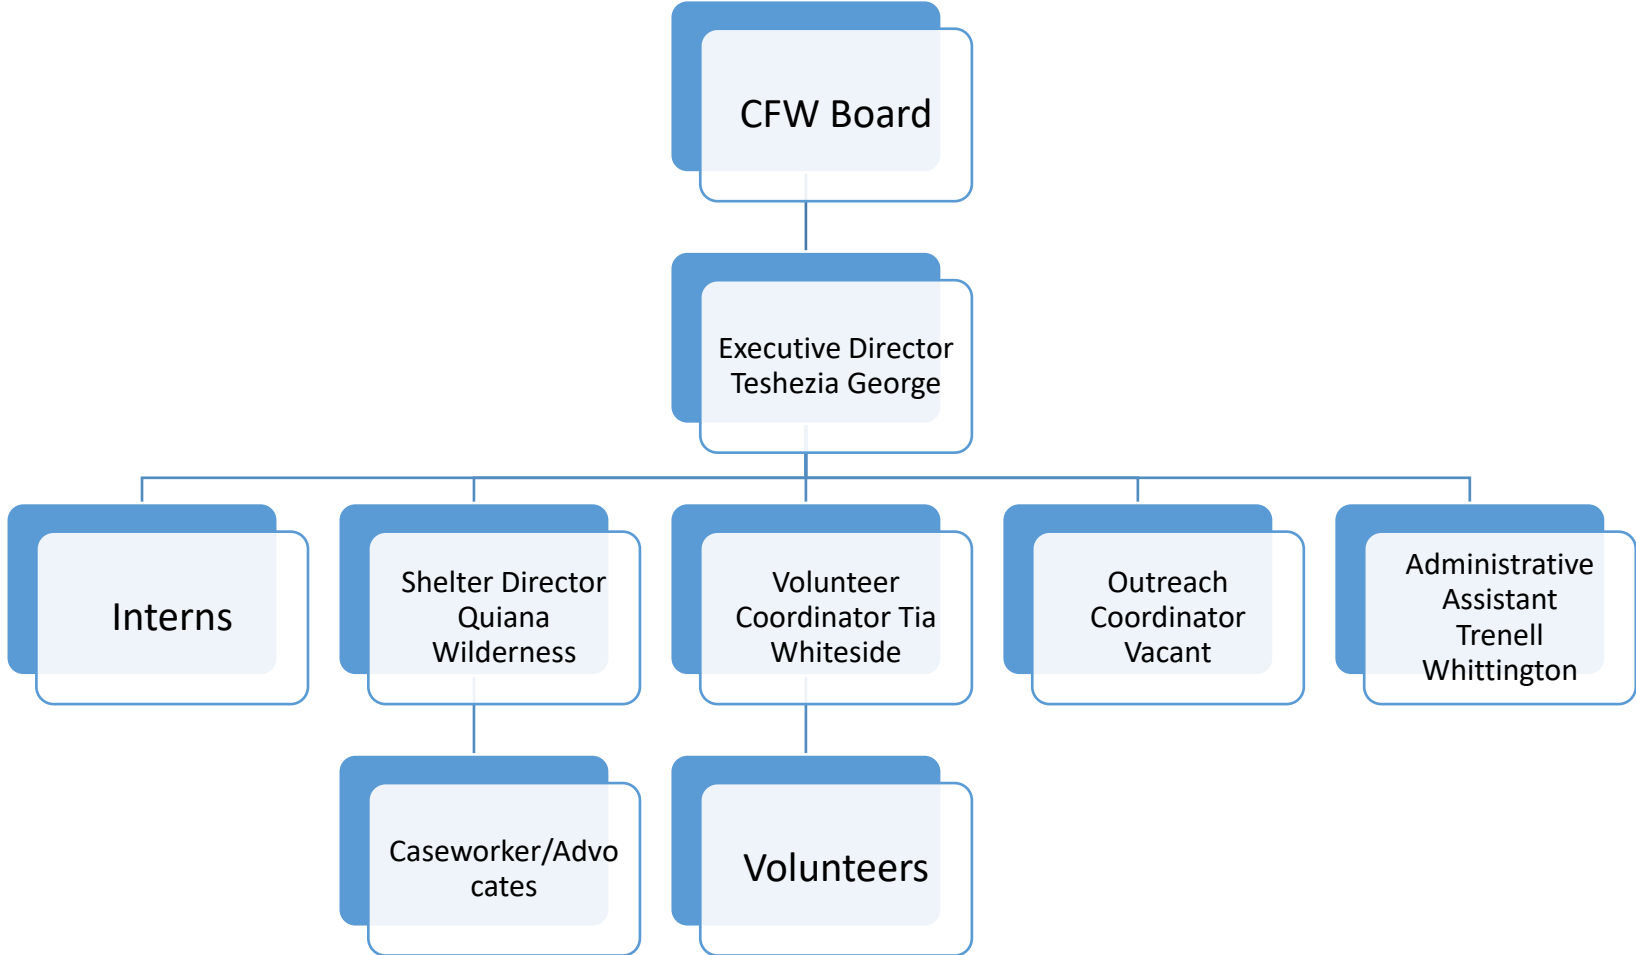 CFW Board
Executive Director
Teshezia George
Interns
Shelter Director
Quiana
Wilderness
Volunteer
Coordinator Tia
Whiteside
Outreach
Coordinator
Vacant
Administrative
Assistant
Trenell
Whittington
Caseworker/Advo
cates
Volunteers